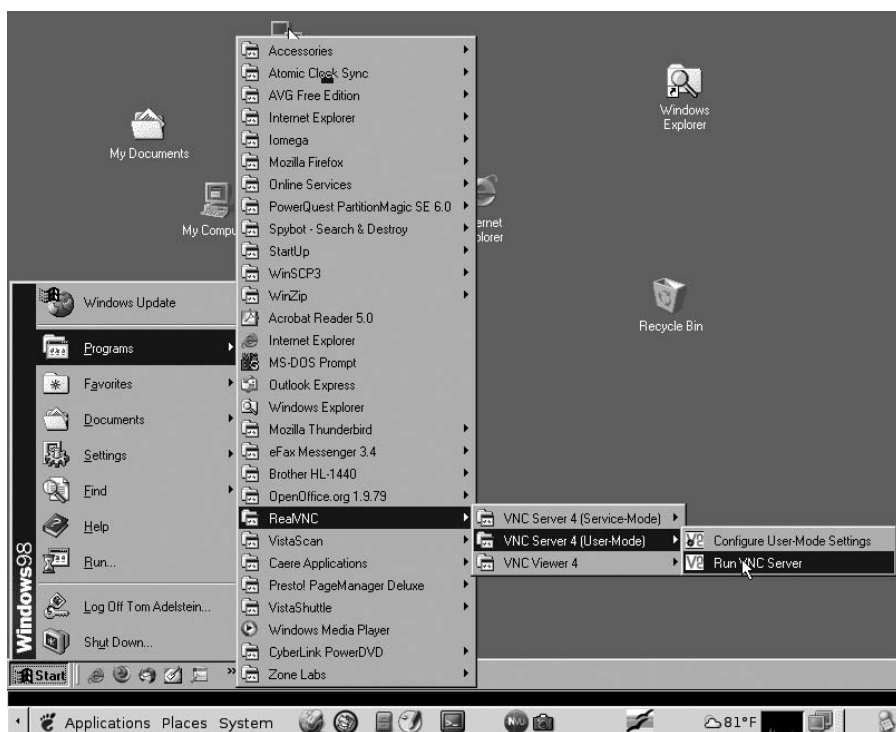 My Documents
My Compu
Windows
Explorer
ernet
plorer
Recycle Bin
Accessories
Atomic Clock Sync
AVG Free Edition
Internet Explorer
Iomega
Mozilla Firefox
Online Services
PowerQuest PartitionMagic SE 6.0
Spybot - Search & Destroy
StartUp
WinSCP3
WinZip
Acrobat Reader 5.0
Internet Explorer
MS-DOS Prompt
Outlook Express
Windows Explorer
Mozilla Thunderbird
eFax Messenger 3.4
Brother HL-1440
OpenOffice.org 1.9.79
RealVNC
VistaScan
Caere Applications
Presto! PageManager Deluxe
VistaShuttle
Windows Media Player
CyberLink PowerDVD
Zone Labs
VNC Server 4 (Service-Mode)
VNC Server 4 (User-Mode)
VNC Viewer 4
Configure User-Mode Settings
Run VNC Server
Windows Update
Programs
Favorites
Documents
Settings
Find
Help
Run...
Log Off Tom Adelstein...
Shut Down...
Windows98
Start »
Applications Places System 81°F